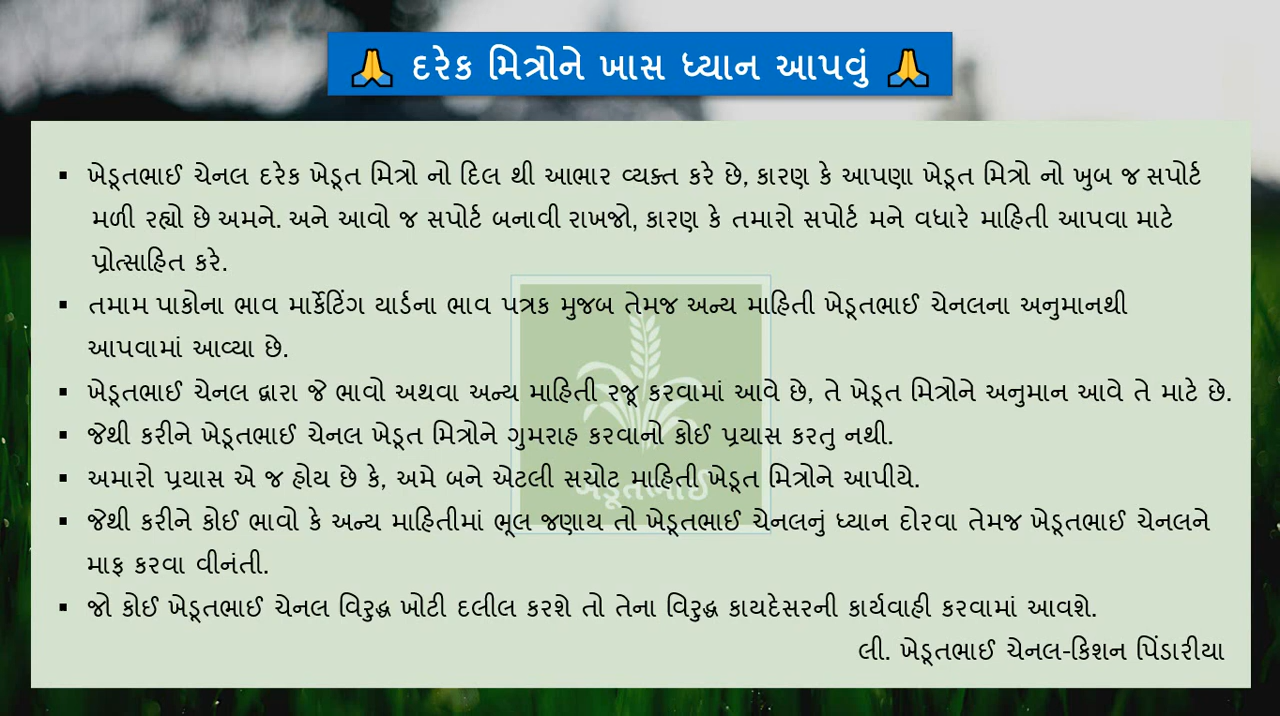 🙏 દરેક મિત્રોને ખાસ ધ્યાન આપવું 🙏
▪ ખેડૂતભાઈ ચેનલ દરેક ખેડૂત મિત્રો નો દિલ થી આભાર વ્યક્ત કરે છે, કારણ કે આપણા ખેડૂત મિત્રો નો ખુબ જ સપોર્ટ
મળી રહ્યો છે અમને. અને આવો જ સપોર્ટ બનાવી રાખજો, કારણ કે તમારો સપોર્ટ મને વધારે માહિતી આપવા માટે
પ્રોત્સાહિત કરે.
▪ તમામ પાકોના ભાવ માર્કેટિંગ યાર્ડના ભાવ પત્રક મુજબ તેમજ અન્ય માહિતી ખેડૂતભાઈ ચેનલના અનુમાનથી
આપવામાં આવ્યા છે.
▪ ખેડૂતભાઈ ચેનલ દ્વારા જે ભાવો અથવા અન્ય માહિતી રજૂ કરવામાં આવે છે, તે ખેડૂત મિત્રોને અનુમાન આવે તે માટે છે.
▪ જેથી કરીને ખેડૂતભાઈ ચેનલ ખેડૂત મિત્રોને ગુમરાહ કરવાનો કોઈ પ્રયાસ કરતુ નથી.
▪ અમારો પ્રયાસ એ જ હોય છે કે, અમે બને એટલી સચોટ માહિતી ખેડૂત મિત્રોને આપીયે.
ખેડૂતભાઈ
▪ જેથી કરીને કોઈ ભાવો કે અન્ય માહિતીમાં ભૂલ જણાય તો ખેડૂતભાઈ ચેનલનું ધ્યાન દોરવા તેમજ ખેડૂતભાઈ ચેનલને
માફ કરવા વીનંતી.
▪ જો કોઈ ખેડૂતભાઈ ચેનલ વિરુદ્ધ ખોટી દલીલ કરશે તો તેના વિરુદ્ધ કાયદેસરની કાર્યવાહી કરવામાં આવશે.
લી. ખેડૂતભાઈ ચેનલ-કિશન પિંડારીયા